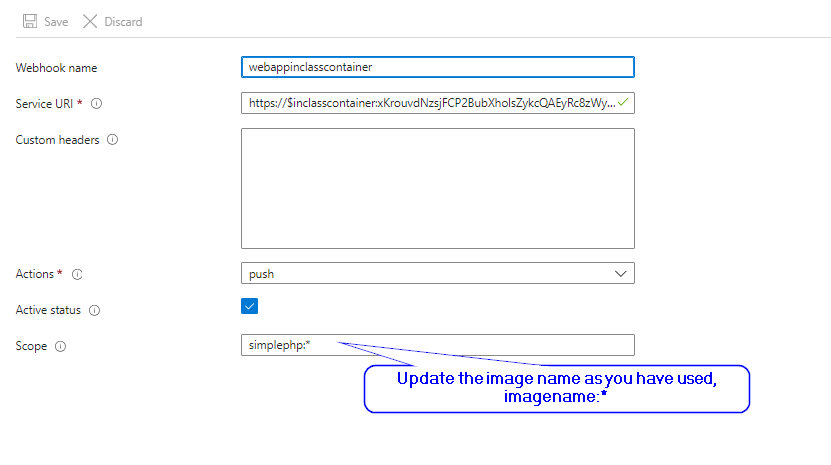 Save Discard
Webhook name webappinclasscontainer
Service URI * https://$inclasscontainer:xKrouvdNzsjFCP2BubXholsZykcQAEyRc8zWy...
Custom headers
Actions * push
Active status
Scope simplephp:*
Update the image name as you have used,
imagename:*